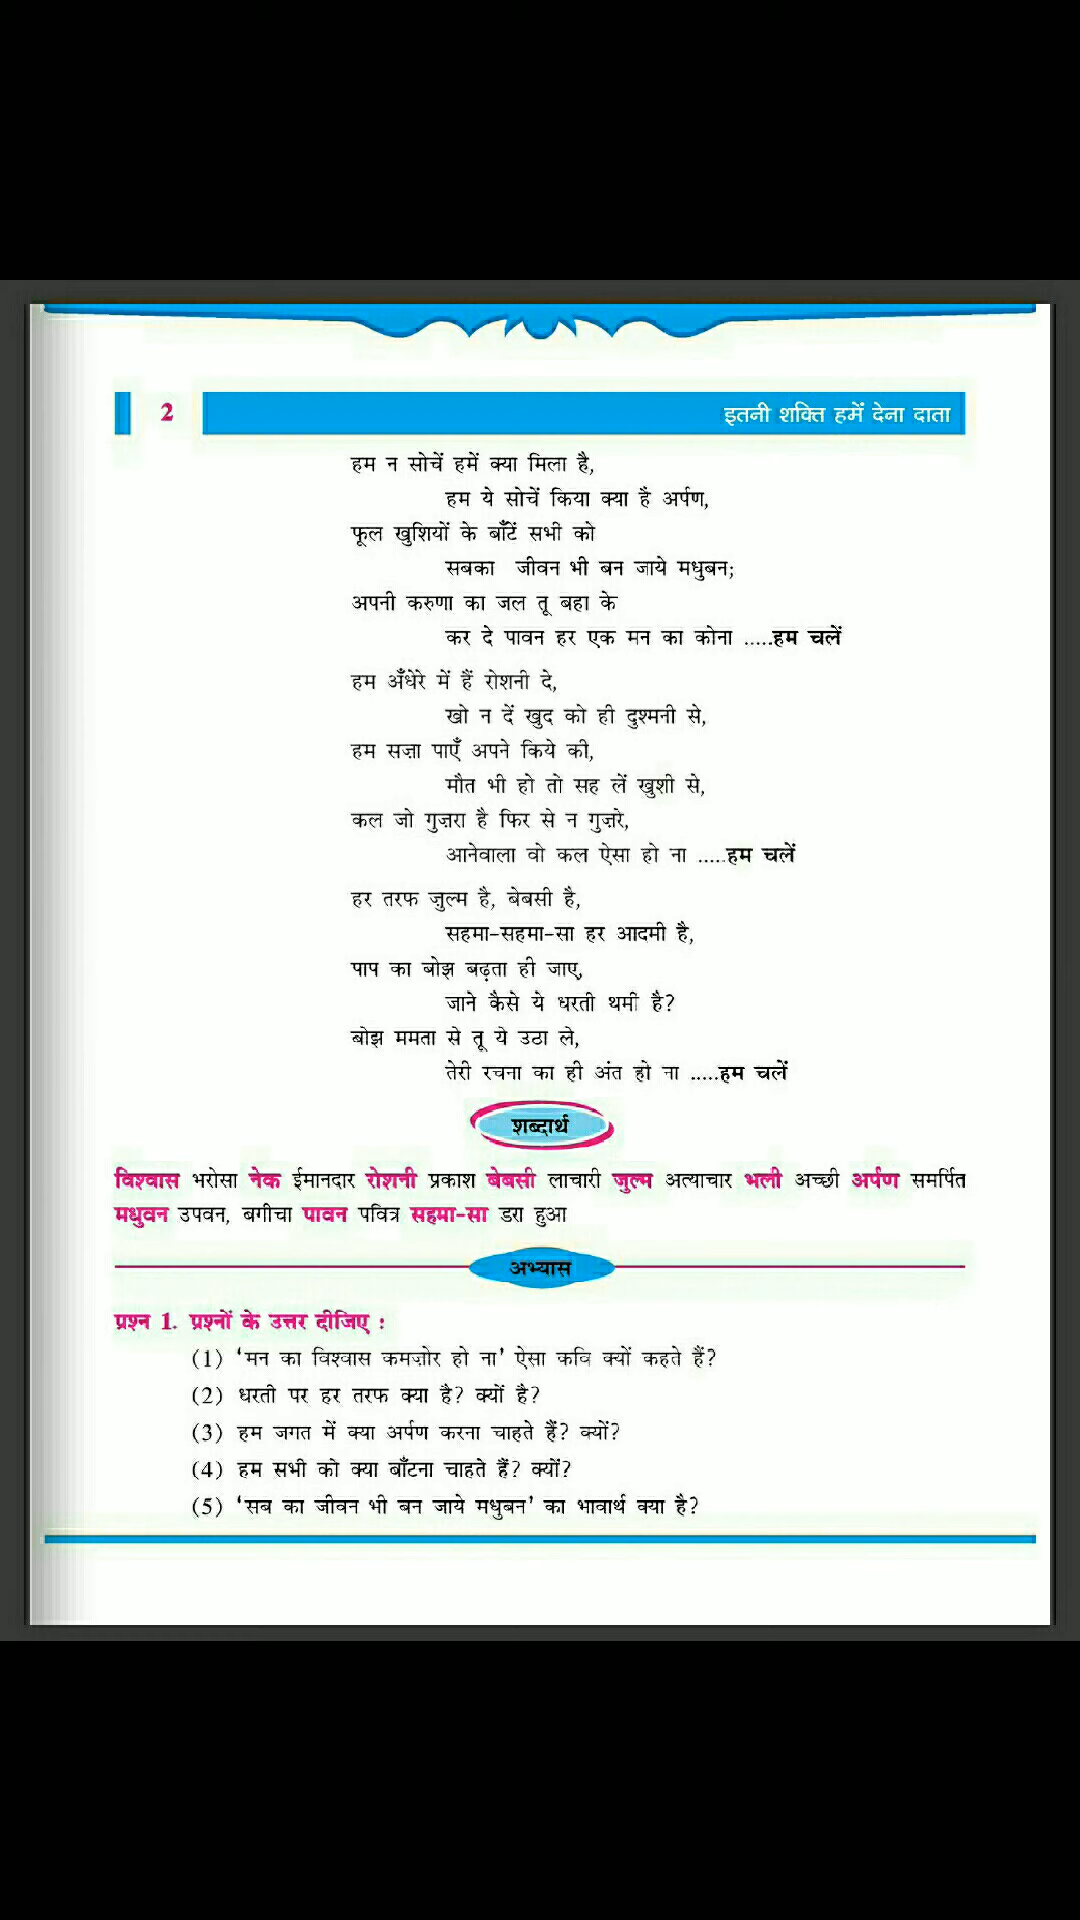 2
इतनी शक्ति हमें देना दाता
हम न सोचें हमें क्या मिला है,
हम ये सोचें किया क्या है अर्पण,
फूल खुशियों के बाँटें सभी को
सबका जीवन भी बन जाये मधुबन;
अपनी करुणा का जल तू बहा के
कर दे पावन हर एक मन का कोना .....हम चलें
हम अँधेरे में हैं रोशनी दे,
खो न दें खुद को ही दुश्मनी से,
हम सज़ा पाएँ अपने किये की,
मौत भी हो तो सह लें खुशी से,
कल जो गुज़रा है फिर से न गुज़रे,
आनेवाला वो कल ऐसा हो ना .....हम चलें
हर तरफ जुल्म है, बेबसी है,
सहमा-सहमा-सा हर आदमी है,
पाप का बोझ बढ़ता ही जाए,
जाने कैसे ये धरती थमी है?
बोझ ममता से तू ये उठा ले,
तेरी रचना का ही अंत हो ना .....हम चलें
शब्दार्थ
विश्वास भरोसा नेक ईमानदार रोशनी प्रकाश बेबसी लाचारी जुल्म अत्याचार भली अच्छी अर्पण समर्पित
मधुवन उपवन, बगीचा पावन पवित्र सहमा-सा डरा हुआ
अभ्यास
प्रश्न 1. प्रश्नों के उत्तर दीजिए :
(1) 'मन का विश्वास कमज़ोर हो ना' ऐसा कवि क्यों कहते हैं?
(2) धरती पर हर तरफ क्या है? क्यों है?
(3) हम जगत में क्या अर्पण करना चाहते हैं? क्यों?
(4) हम सभी को क्या बाँटना चाहते हैं? क्यों?
(5) 'सब का जीवन भी बन जाये मधुबन' का भावार्थ क्या है?